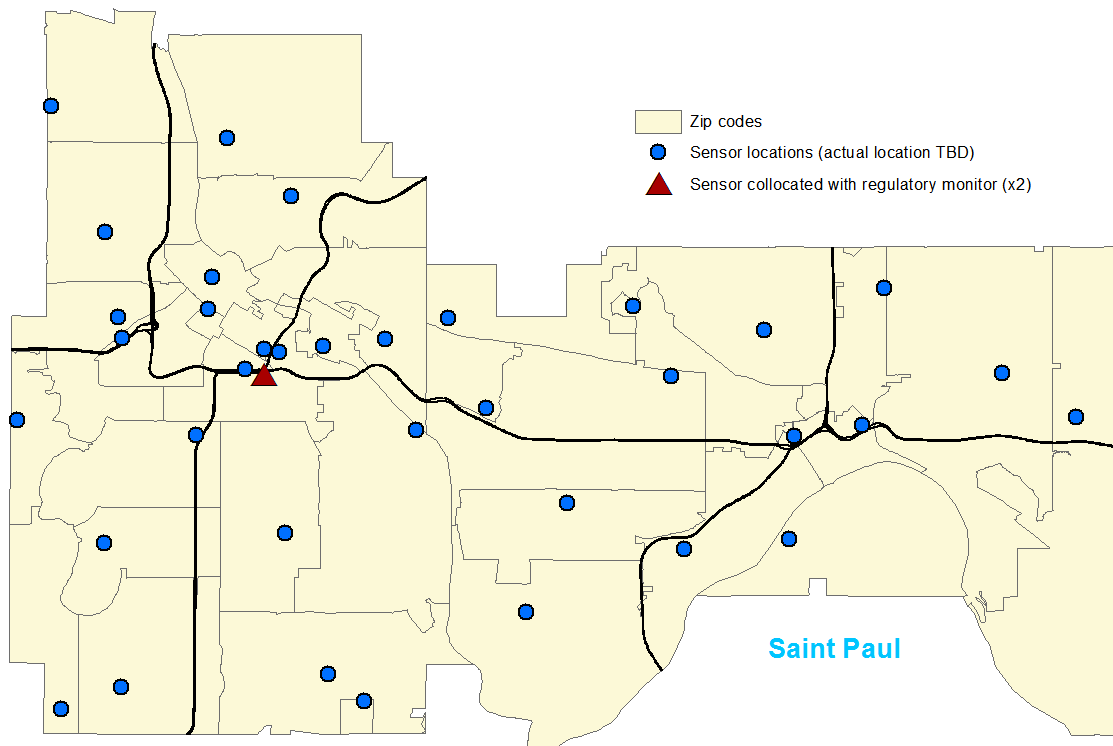 Zip codes
Sensor locations (actual location TBD)
Sensor collocated with regulatory monitor (x2)
Saint Paul